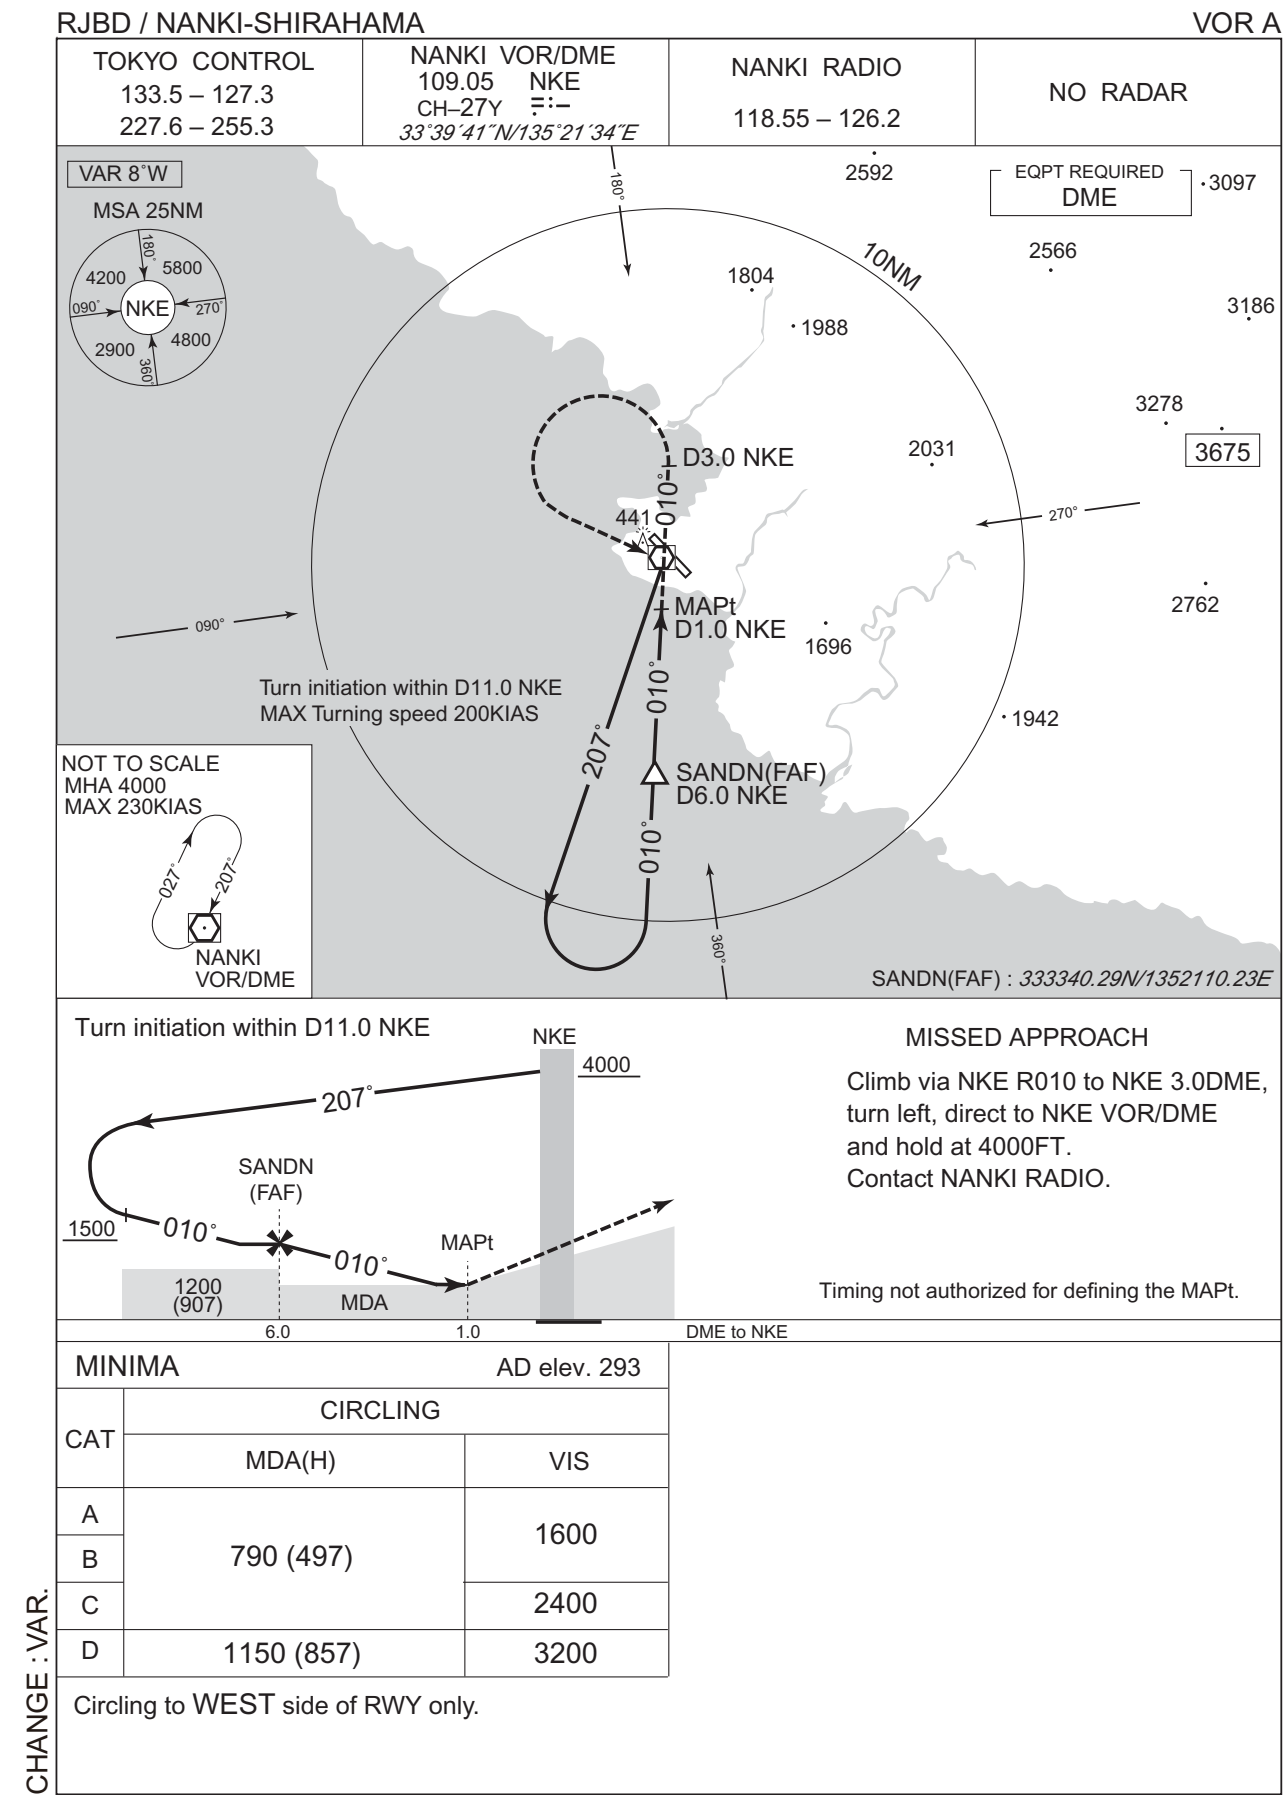 RJBD / NANKI-SHIRAHAMA
VOR A
TOKYO CONTROL
133.5 – 127.3
227.6 – 255.3
NANKI VOR/DME
109.05 NKE
CH–27Y
33°39´41˝N/135°21´34˝E
NANKI RADIO
118.55 – 126.2
NO RADAR
VAR 8°W
MSA 25NM
180°
4200
5800
090°
NKE
270°
2900
4800
360°
180°
2592
EQPT REQUIRED
DME
3097
2566
10NM
1804
3186
1988
3278
3675
2031
D3.0 NKE
010°
441
270°
2762
MAPt
D1.0 NKE
090°
1696
010°
Turn initiation within D11.0 NKE
MAX Turning speed 200KIAS
1942
207°
SANDN(FAF)
D6.0 NKE
010°
NOT TO SCALE
MHA 4000
MAX 230KIAS
027°
207°
NANKI
VOR/DME
360°
SANDN(FAF) : 333340.29N/1352110.23E
Turn initiation within D11.0 NKE
NKE
4000
207°
SANDN
(FAF)
1500
010°
010°
MAPt
1200
(907)
MDA
6.0
1.0
DME to NKE
MISSED APPROACH
Climb via NKE R010 to NKE 3.0DME,
turn left, direct to NKE VOR/DME
and hold at 4000FT.
Contact NANKI RADIO.
Timing not authorized for defining the MAPt.
MINIMA
AD elev. 293
CAT
CIRCLING
MDA(H)
VIS
A
B
C
D
790 (497)
1600
2400
1150 (857)
3200
Circling to WEST side of RWY only.
CHANGE : VAR.